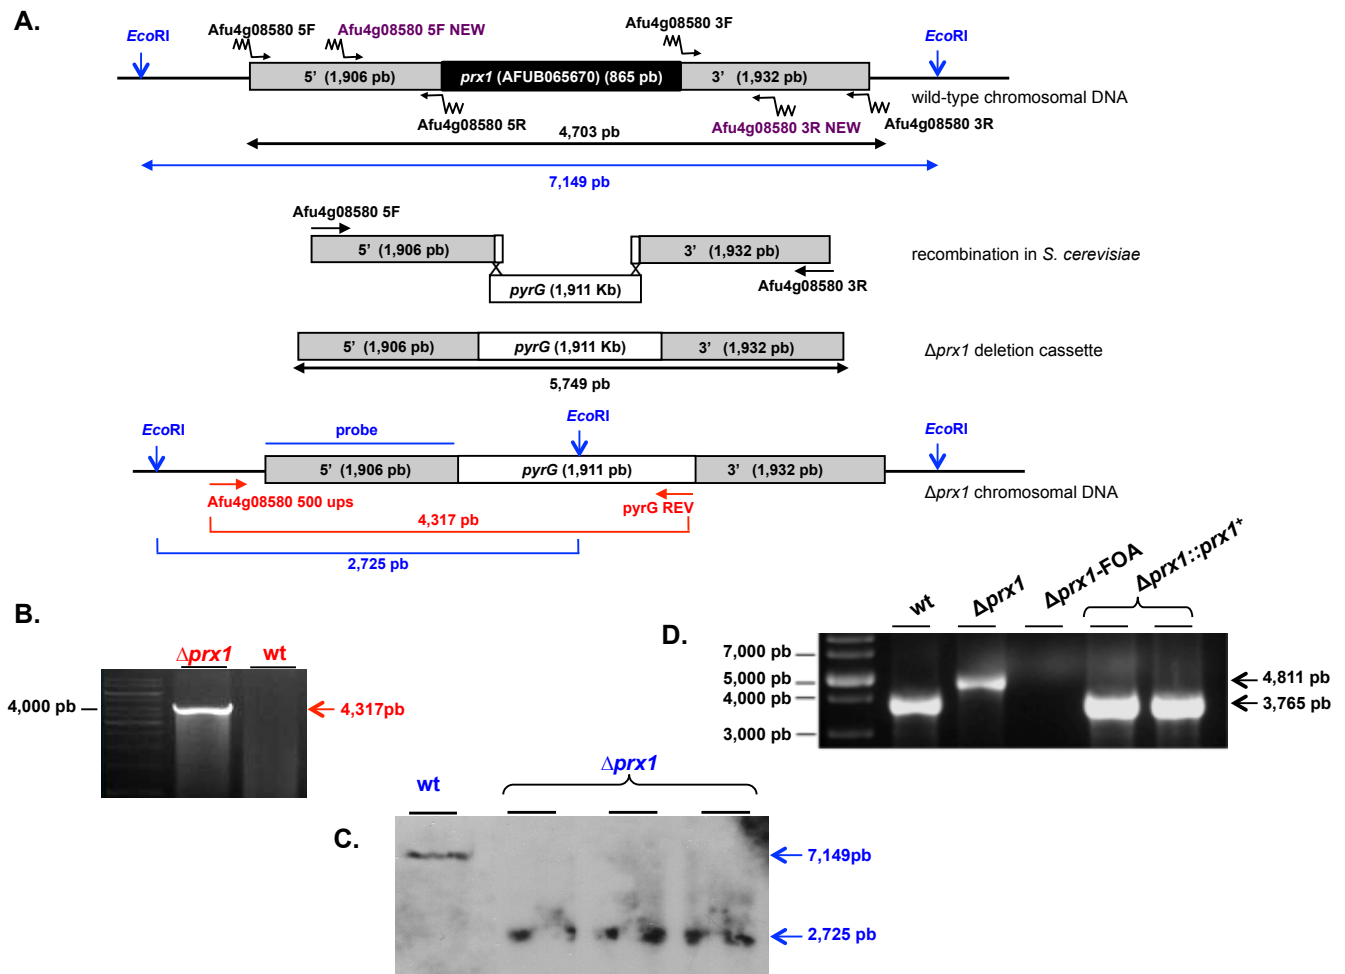 A.
EcoRI
Afu4g08580 5F
Afu4g08580 5F NEW
Afu4g08580 3F
EcoRI
5’ (1,906 pb)
prx1 (AFUB065670) (865 pb)
3’ (1,932 pb)
wild-type chromosomal DNA
Afu4g08580 5R
Afu4g08580 3R NEW
Afu4g08580 3R
4,703 pb
7,149 pb
Afu4g08580 5F
5’ (1,906 pb)
3’ (1,932 pb)
recombination in S. cerevisiae
pyrG (1,911 Kb)
Afu4g08580 3R
5’ (1,906 pb)
pyrG (1,911 Kb)
3’ (1,932 pb)
Δprx1 deletion cassette
5,749 pb
EcoRI
probe
EcoRI
EcoRI
5’ (1,906 pb)
pyrG (1,911 pb)
3’ (1,932 pb)
Δprx1 chromosomal DNA
Afu4g08580 500 ups
pyrG REV
4,317 pb
2,725 pb
B.
Δprx1
wt
4,000 pb
4,317pb
D.
wt
Δprx1
Δprx1-FOA
Δprx1::prx1+
7,000 pb
5,000 pb
4,000 pb
3,000 pb
4,811 pb
3,765 pb
C.
wt
Δprx1
7,149pb
2,725 pb